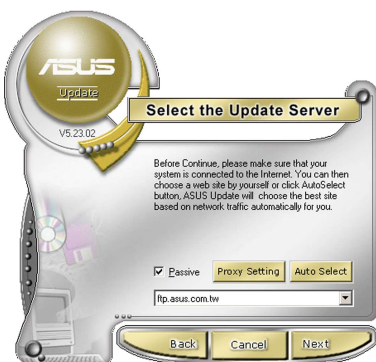 ASUS
Update
V5.23.02
Select the Update Server
Before Continue, please make sure that your
system is connected to the Internet. You can then
choose a web site by yourself or click AutoSelect
button, ASUS Update will choose the best site
based on network traffic automatically for you.
Passive
Proxy Setting
Auto Select
ftp.asus.com.tw
Back
Cancel
Next